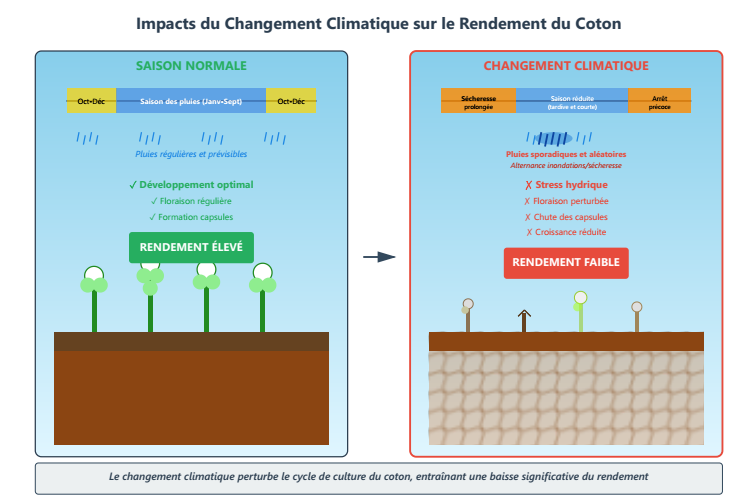 Impacts du Changement Climatique sur le Rendement du Coton
SAISON NORMALE
Oct-Déc
Saison des pluies (Janv-Sept)
Oct-Déc
Pluies régulières et prévisibles
✓ Développement optimal
✓ Floraison régulière
✓ Formation capsules
RENDEMENT ÉLEVÉ
CHANGEMENT CLIMATIQUE
Sécheresse
prolongée
Saison réduite
(tardive et courte)
Arrêt
précoce
Pluies sporadiques et aléatoires
Alternance inondations/sécheresse
✗ Stress hydrique
✗ Floraison perturbée
✗ Chute des capsules
✗ Croissance réduite
RENDEMENT FAIBLE
Le changement climatique perturbe le cycle de culture du coton, entraînant une baisse significative du rendement